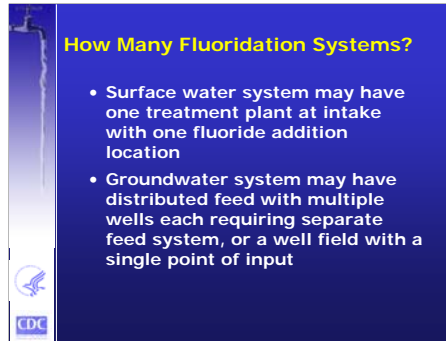 How Many Fluoridation Systems?
• Surface water system may have
one treatment plant at intake
with one fluoride addition
location
• Groundwater system may have
distributed feed with multiple
wells each requiring separate
feed system, or a well field with a
single point of input
CDC